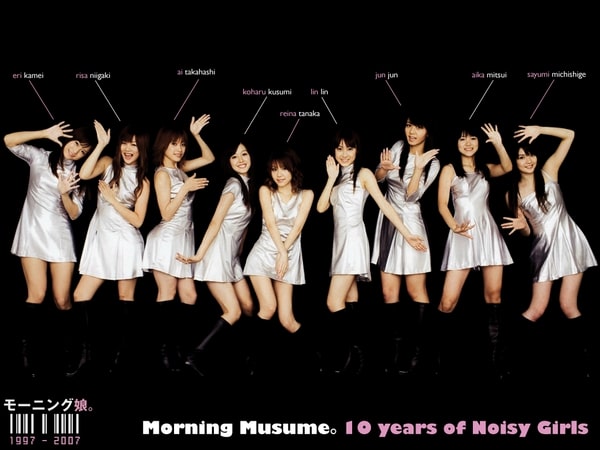 eri kamei
risa niigaki
ai takahashi
koharu kusumi
reina tanaka
lin lin
jun jun
aika mitsui
sayumi michishige
モーニング娘。
1997 - 2007
Morning Musume。 10 years of Noisy Girls